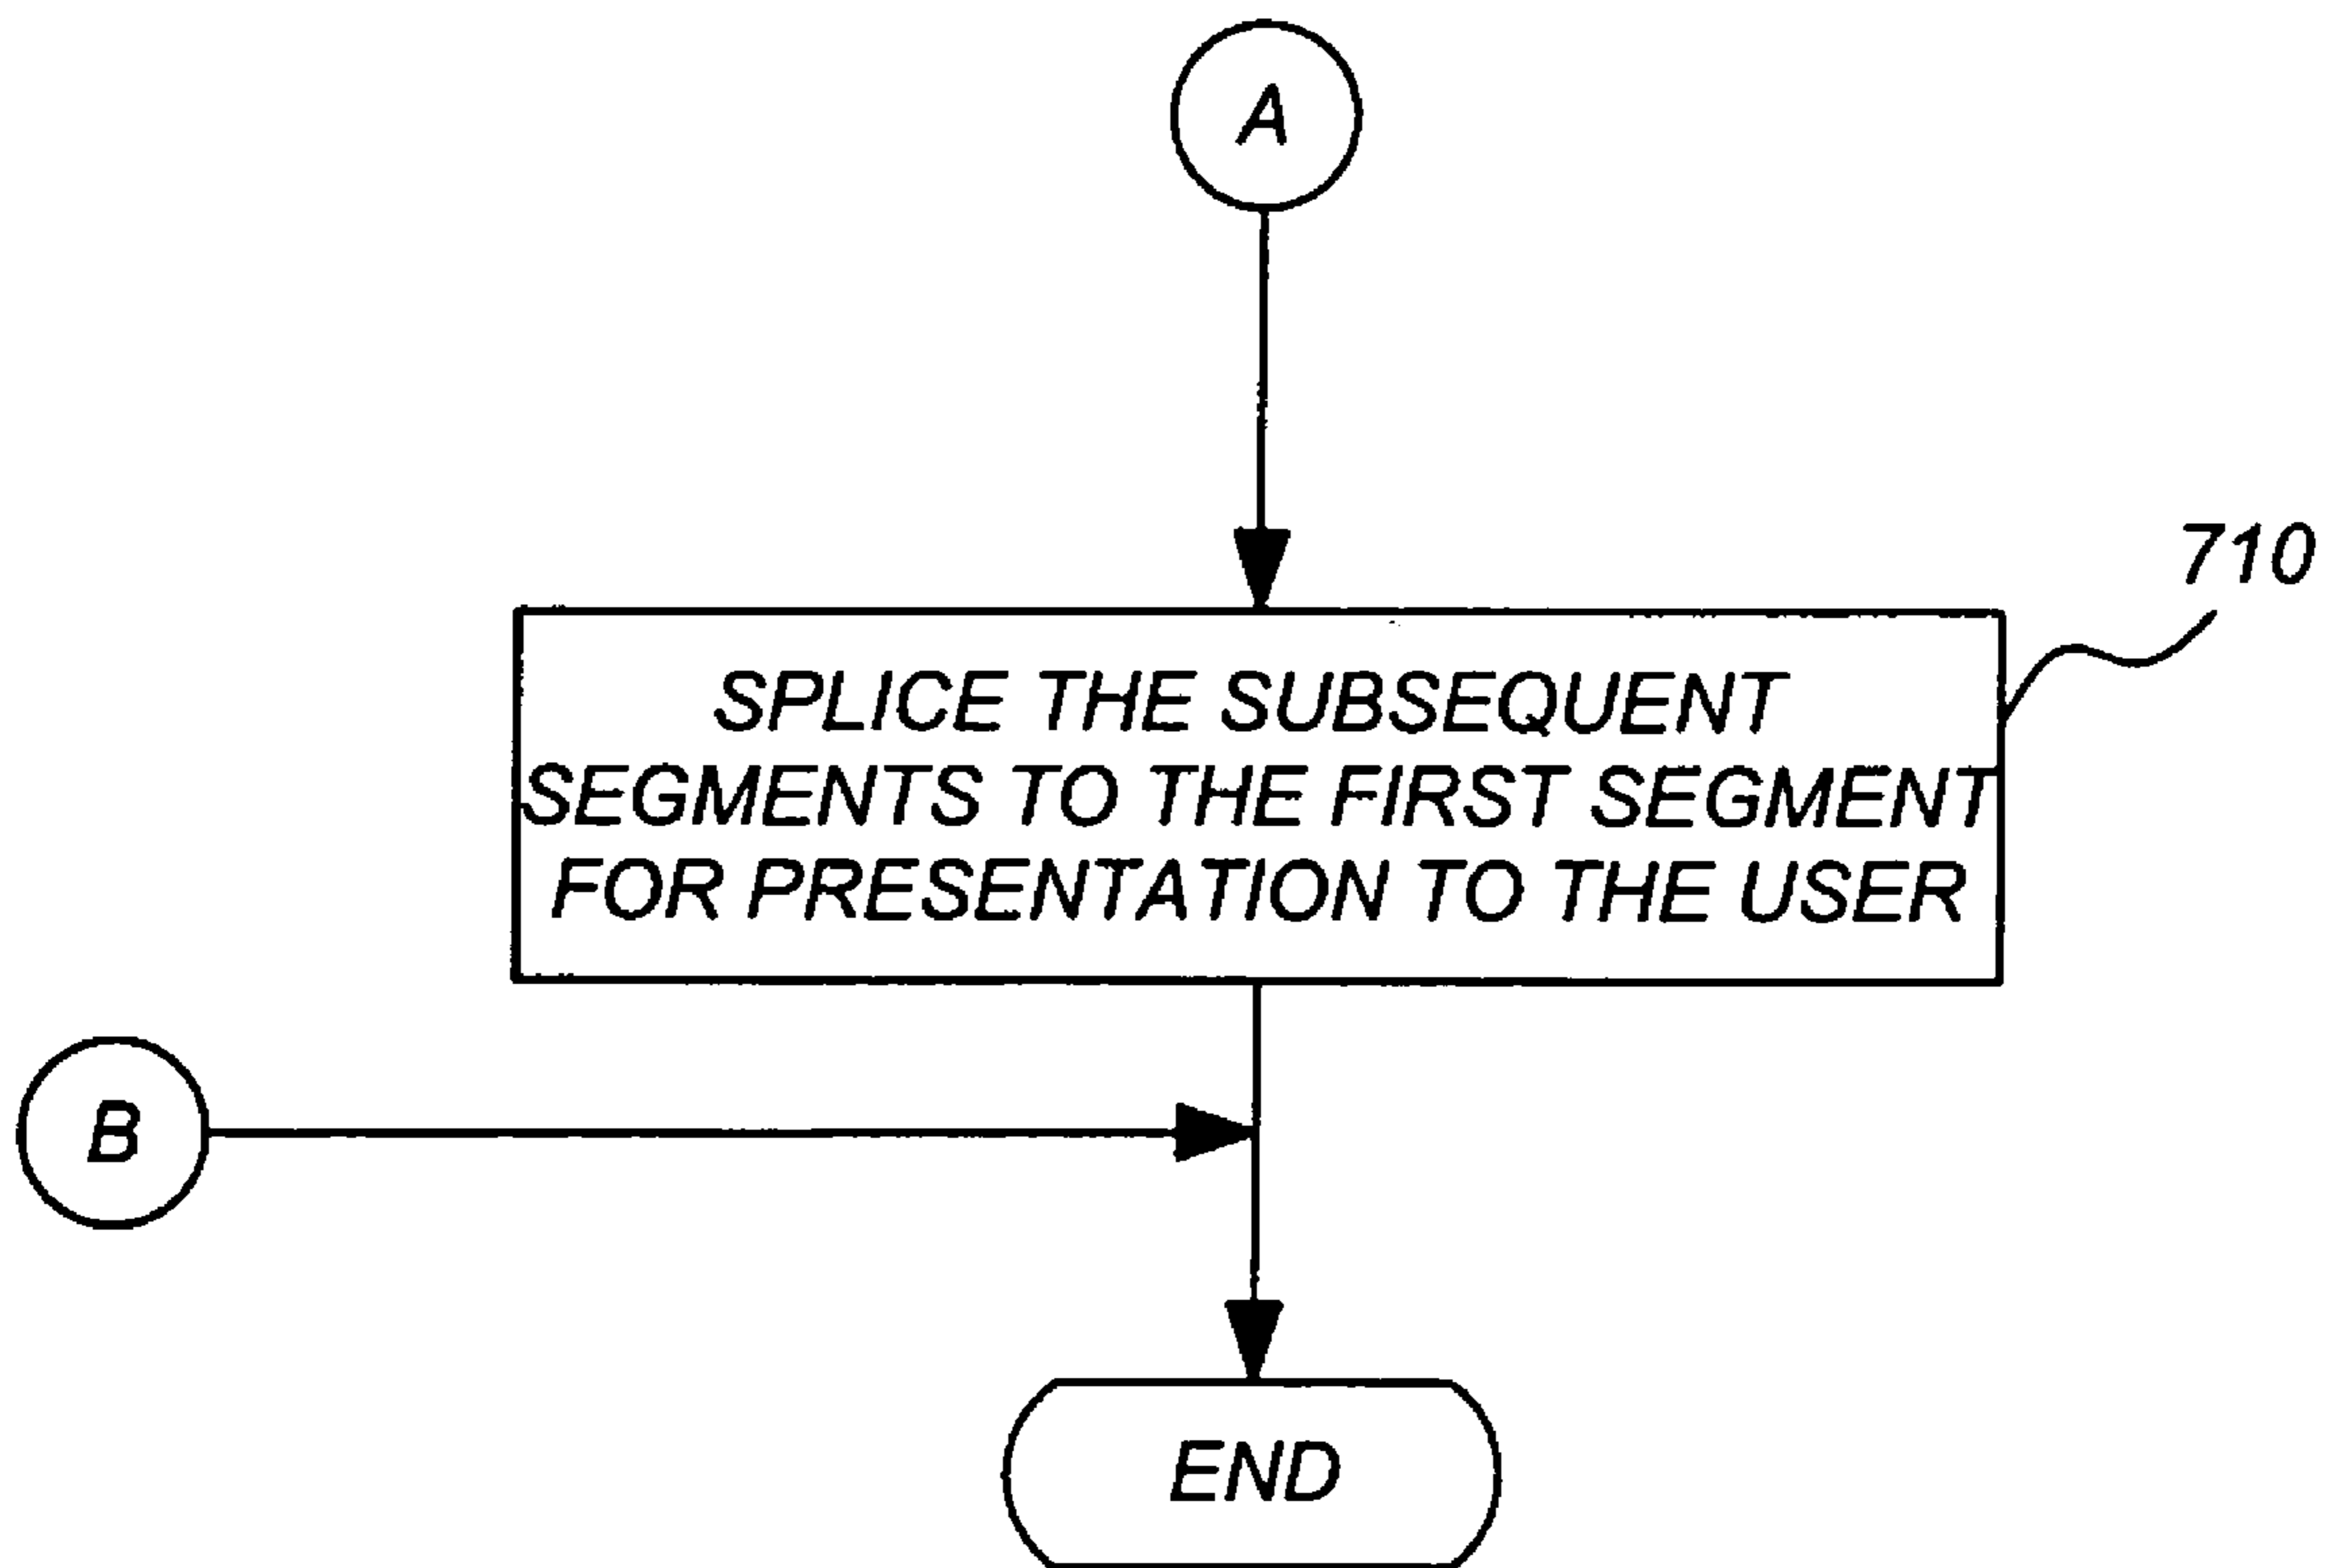 A
710
SPLICE THE SUBSEQUENT
SEGMENTS TO THE FIRST SEGMENT
FOR PRESENTATION TO THE USER
B
END